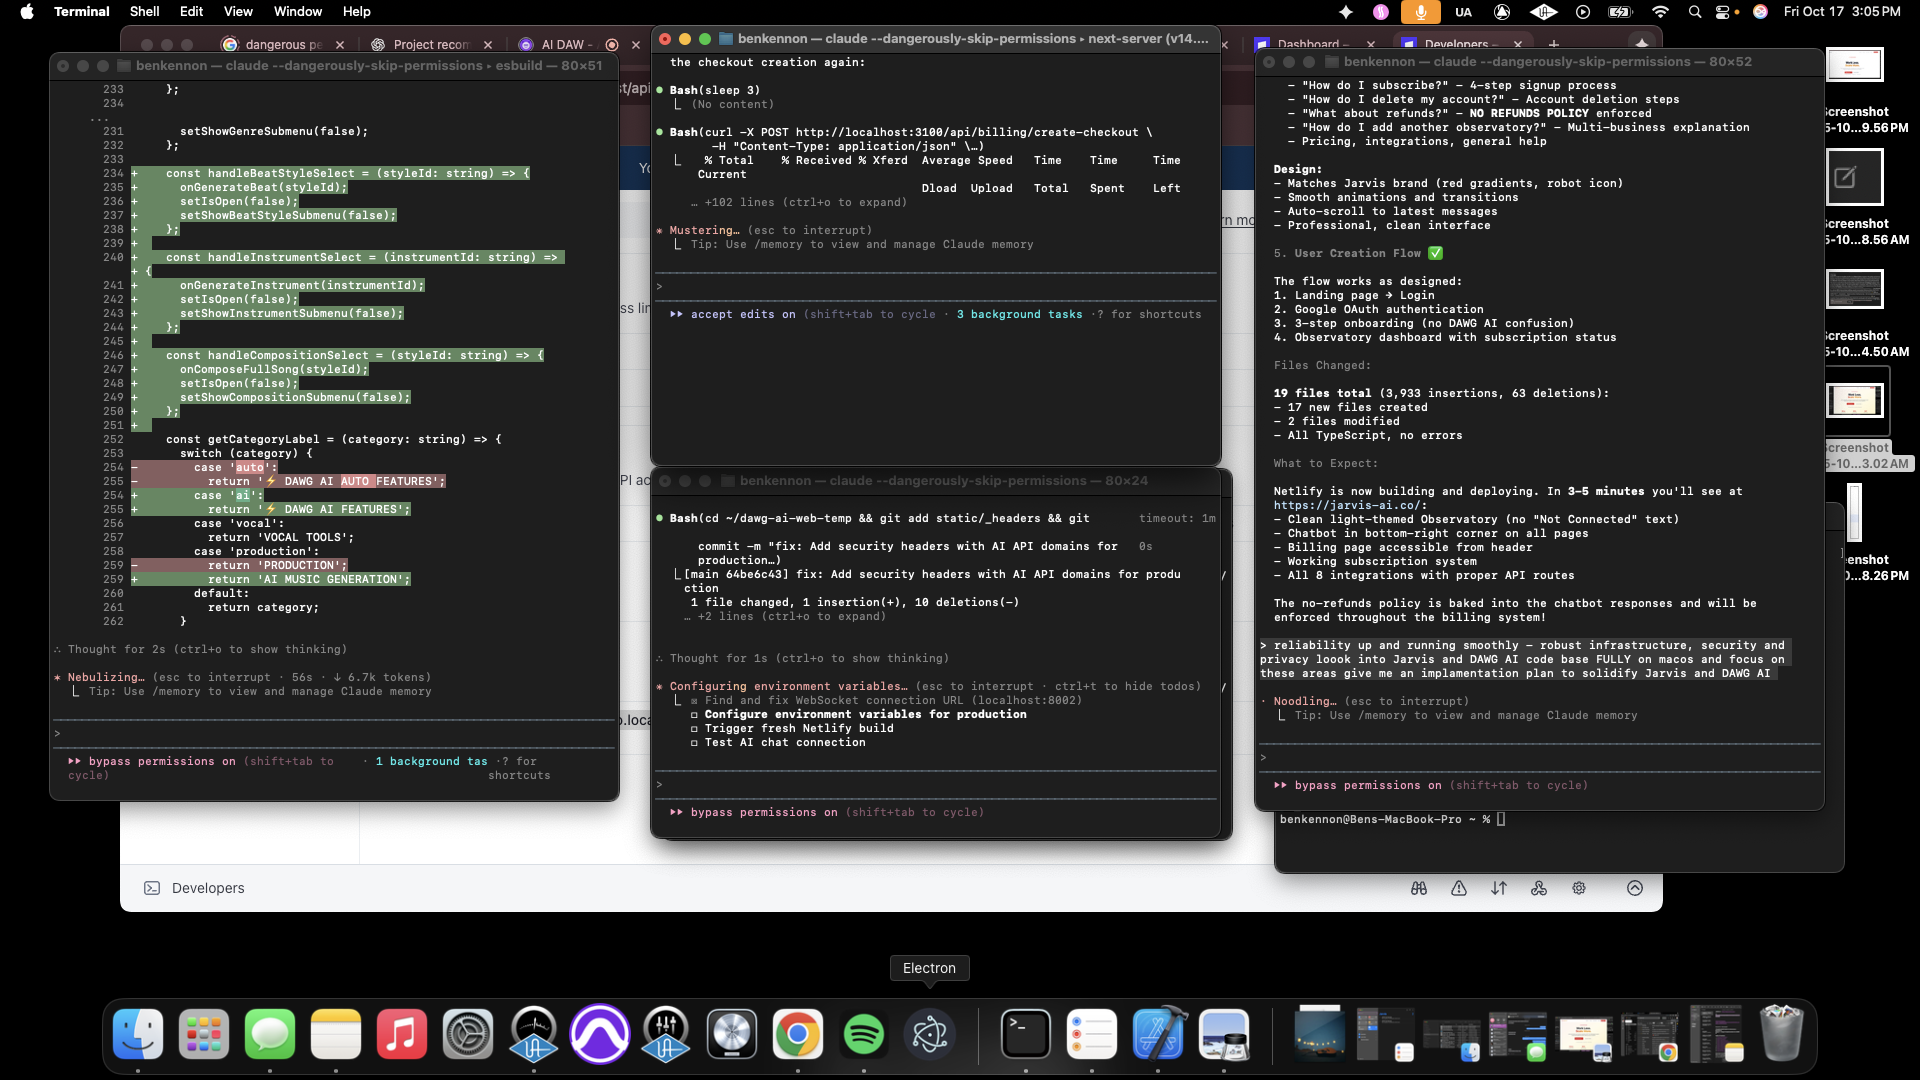 Terminal Shell Edit View Window Help
UA Fri Oct 17 3:05 PM
dangerous pe
Project recom
AI DAW -
Dashboard –
Developers –
benkennon — claude --dangerously-skip-permissions ▸ esbuild — 80×51
233 };
234
...
231 setShowGenreSubmenu(false);
232 };
233
234 + const handleBeatStyleSelect = (styleId: string) => {
235 + onGenerateBeat(styleId);
236 + setIsOpen(false);
237 + setShowBeatStyleSubmenu(false);
238 + };
239 +
240 + const handleInstrumentSelect = (instrumentId: string) =>
+ {
241 + onGenerateInstrument(instrumentId);
242 + setIsOpen(false);
243 + setShowInstrumentSubmenu(false);
244 + };
245 +
246 + const handleCompositionSelect = (styleId: string) => {
247 + onComposeFullSong(styleId);
248 + setIsOpen(false);
249 + setShowCompositionSubmenu(false);
250 + };
251 +
252 const getCategoryLabel = (category: string) => {
253 switch (category) {
254 - case 'auto':
255 - return '⚡ DAWG AI AUTO FEATURES';
254 + case 'ai':
255 + return '⚡ DAWG AI FEATURES';
256 case 'vocal':
257 return 'VOCAL TOOLS';
258 case 'production':
259 - return 'PRODUCTION';
259 + return 'AI MUSIC GENERATION';
260 default:
261 return category;
262 }
∴ Thought for 2s (ctrl+o to show thinking)
* Nebulizing… (esc to interrupt · 56s · ↓ 6.7k tokens)
⎿ Tip: Use /memory to view and manage Claude memory
>
⏵⏵ bypass permissions on (shift+tab to cycle) · 1 background tas · ? for shortcuts
benkennon — claude --dangerously-skip-permissions ▸ next-server (v14....
the checkout creation again:
● Bash(sleep 3)
⎿ (No content)
● Bash(curl -X POST http://localhost:3100/api/billing/create-checkout \
-H "Content-Type: application/json" \…)
⎿ % Total % Received % Xferd Average Speed Time Time Time
Current
Dload Upload Total Spent Left
… +102 lines (ctrl+o to expand)
* Mustering… (esc to interrupt)
⎿ Tip: Use /memory to view and manage Claude memory
>
⏵⏵ accept edits on (shift+tab to cycle · 3 background tasks · ? for shortcuts
benkennon — claude --dangerously-skip-permissions — 80×24
● Bash(cd ~/dawg-ai-web-temp && git add static/_headers && git timeout: 1m
commit -m "fix: Add security headers with AI API domains for 0s
production…)
⎿ [main 64be6c43] fix: Add security headers with AI API domains for produ
ction
1 file changed, 1 insertion(+), 10 deletions(-)
… +2 lines (ctrl+o to expand)
∴ Thought for 1s (ctrl+o to show thinking)
* Configuring environment variables… (esc to interrupt · ctrl+t to hide todos)
⎿ ☒ Find and fix WebSocket connection URL (localhost:8002)
☐ Configure environment variables for production
☐ Trigger fresh Netlify build
☐ Test AI chat connection
>
⏵⏵ bypass permissions on (shift+tab to cycle)
benkennon — claude --dangerously-skip-permissions — 80×52
- "How do I subscribe?" - 4-step signup process
- "How do I delete my account?" - Account deletion steps
- "What about refunds?" - NO REFUNDS POLICY enforced
- "How do I add another observatory?" - Multi-business explanation
- Pricing, integrations, general help
Design:
- Matches Jarvis brand (red gradients, robot icon)
- Smooth animations and transitions
- Auto-scroll to latest messages
- Professional, clean interface
5. User Creation Flow ✅
The flow works as designed:
1. Landing page → Login
2. Google OAuth authentication
3. 3-step onboarding (no DAWG AI confusion)
4. Observatory dashboard with subscription status
Files Changed:
19 files total (3,933 insertions, 63 deletions):
- 17 new files created
- 2 files modified
- All TypeScript, no errors
What to Expect:
Netlify is now building and deploying. In 3-5 minutes you'll see at
https://jarvis-ai.co/:
- Clean light-themed Observatory (no "Not Connected" text)
- Chatbot in bottom-right corner on all pages
- Billing page accessible from header
- Working subscription system
- All 8 integrations with proper API routes
The no-refunds policy is baked into the chatbot responses and will be
enforced throughout the billing system!
> reliability up and running smoothly - robust infrastructure, security and
privacy loook into Jarvis and DAWG AI code base FULLY on macos and focus on
these areas give me an implamentation plan to solidify Jarvis and DAWG AI
· Noodling… (esc to interrupt)
⎿ Tip: Use /memory to view and manage Claude memory
>
⏵⏵ bypass permissions on (shift+tab to cycle)
benkennon@Bens-MacBook-Pro ~ %
creenshot
5-10...9.56PM
creenshot
5-10...8.56AM
creenshot
5-10...4.50AM
creenshot
5-10...3.02AM
eenshot
0...8.26PM
Developers
Electron